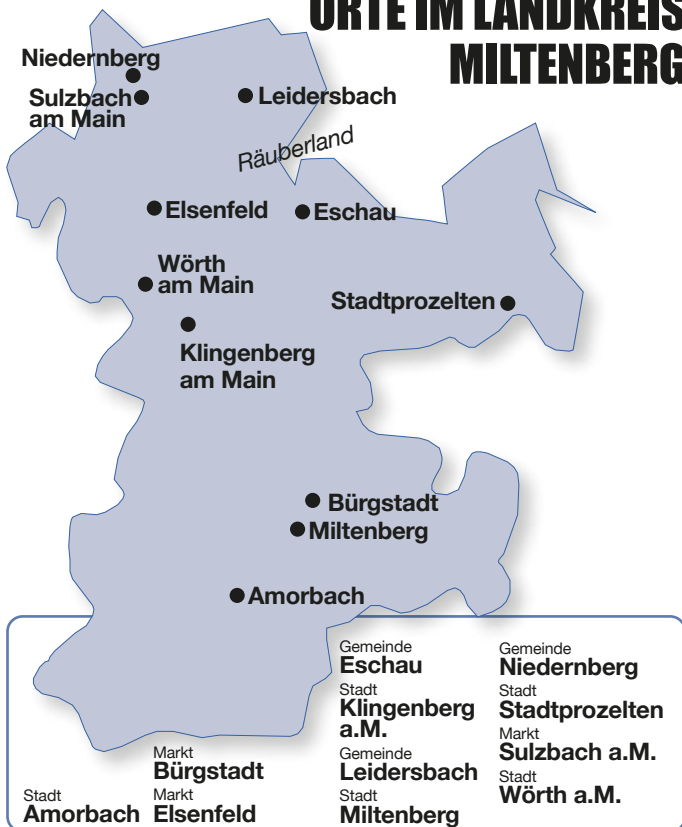 ORTE IM LANDKREIS
MILTENBERG
Niedernberg
Sulzbach
am Main
Leidersbach
Räuberland
Elsenfeld
Eschau
Wörth
am Main
Stadtprozelten
Klingenberg
am Main
Bürgstadt
Miltenberg
Amorbach
Stadt
Amorbach
Markt
Bürgstadt
Markt
Elsenfeld
Gemeinde
Eschau
Stadt
Klingenberg
a.M.
Gemeinde
Leidersbach
Stadt
Miltenberg
Gemeinde
Niedernberg
Stadt
Stadtprozelten
Markt
Sulzbach a.M.
Stadt
Wörth a.M.